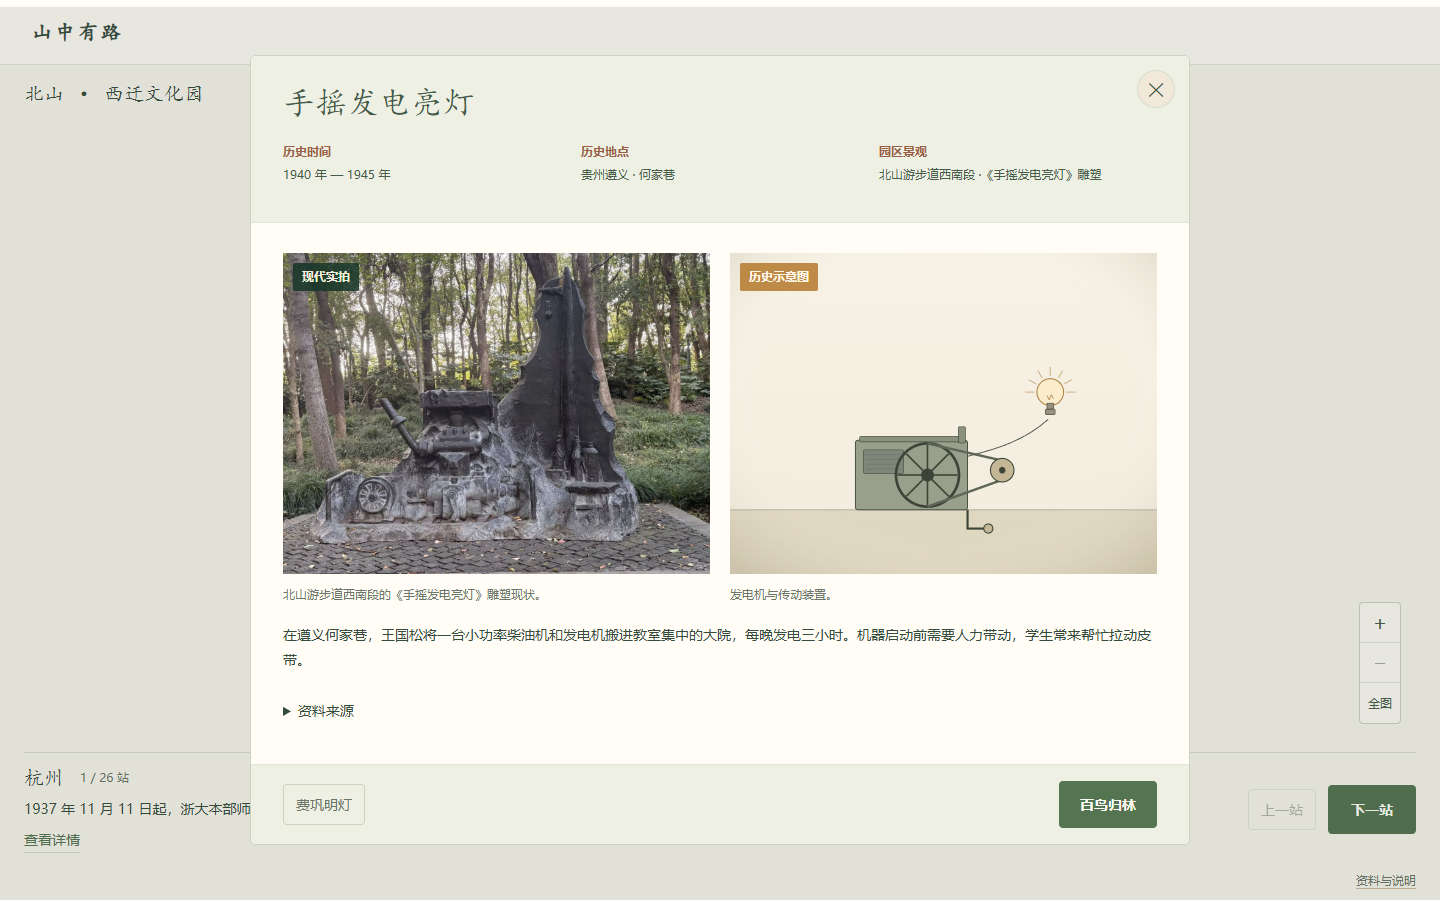 山中有路
北山 • 西迁文化园
手摇发电亮灯
历史时间
1940 年 — 1945 年
历史地点
贵州遵义 · 何家巷
园区景观
北山游步道西南段 ·《手摇发电亮灯》雕塑
现代实拍
历史示意图
北山游步道西南段的《手摇发电亮灯》雕塑现状。
发电机与传动装置。
在遵义何家巷，王国松将一台小功率柴油机和发电机搬进教室集中的大院，每晚发电三小时。机器启动前需要人力带动，学生常来帮忙拉动皮
带。
▶ 资料来源
费巩明灯
百鸟归林
+
−
全图
杭州 1 / 26 站
1937 年 11 月 11 日起，浙大本部师
查看详情
上一站
下一站
资料与说明